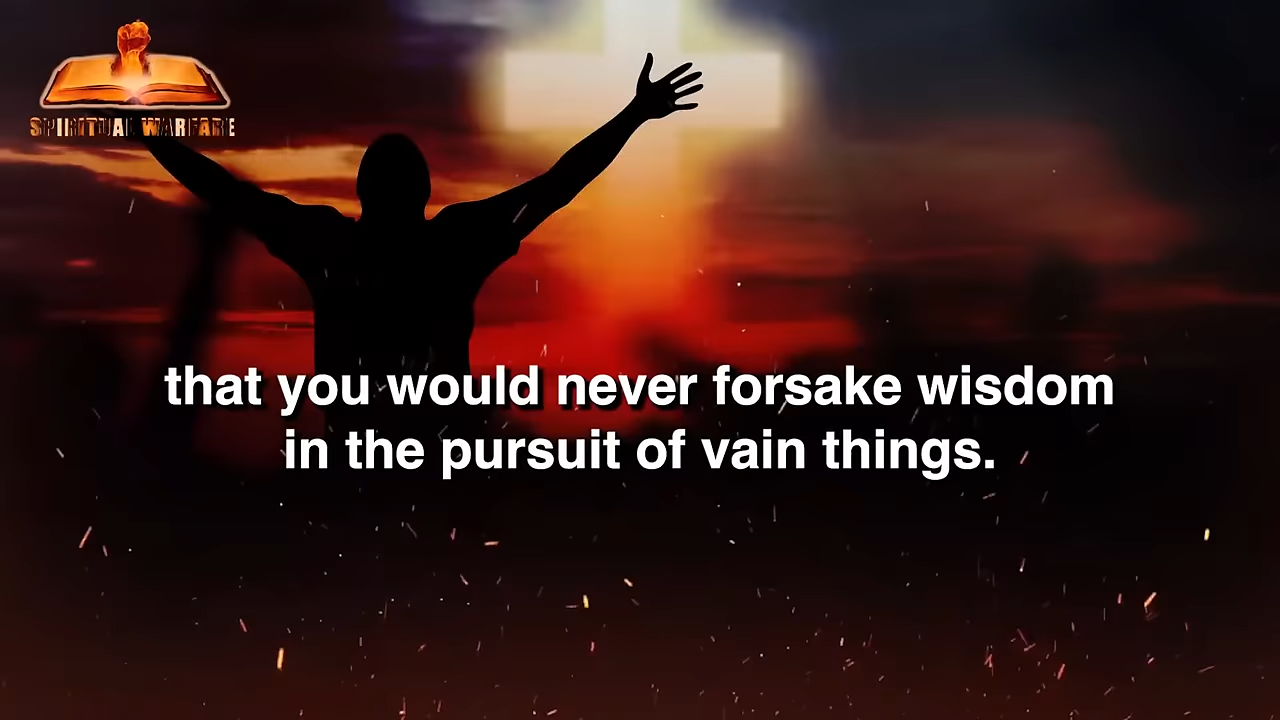 SPIRITUAL WARFARE
that you would never forsake wisdom
in the pursuit of vain things.